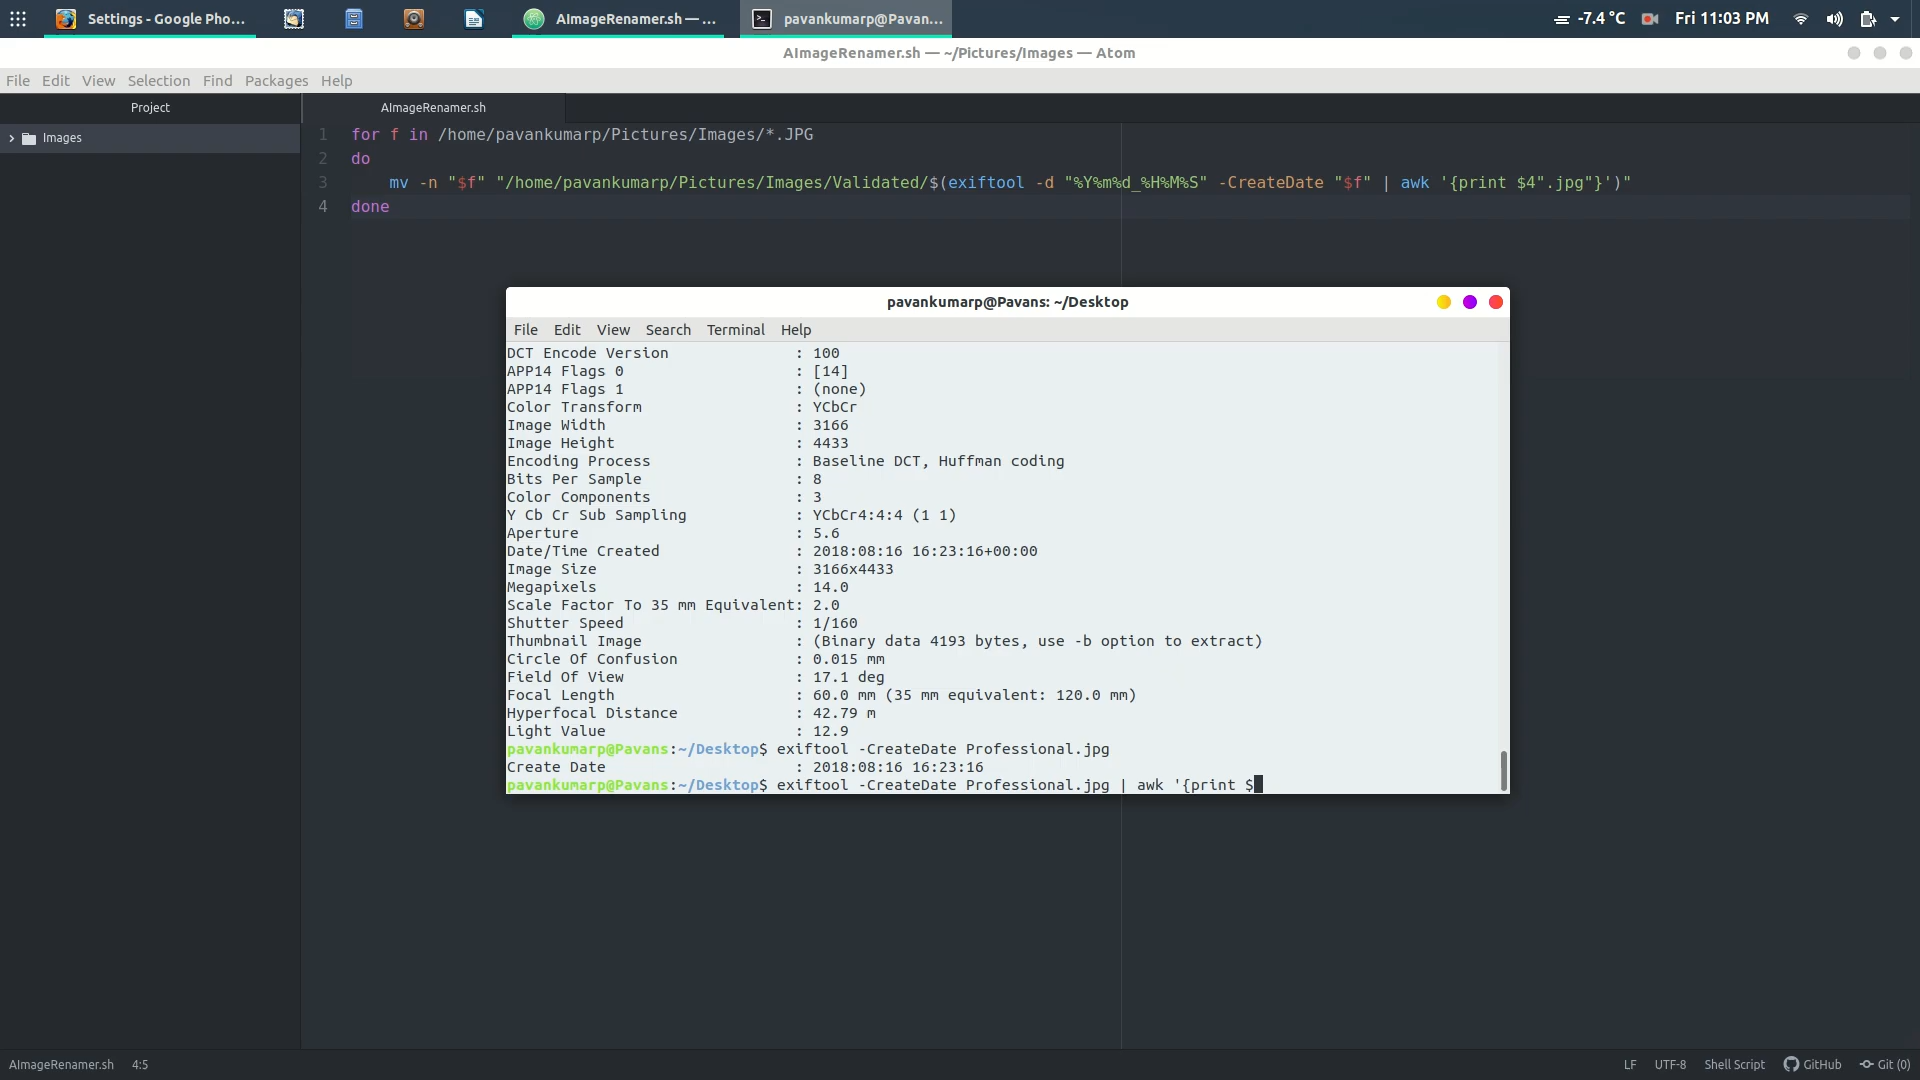 Settings - Google Pho...
AImageRenamer.sh — ...
pavankumarp@Pavan...
-7.4 °C
Fri 11:03 PM
AImageRenamer.sh — ~/Pictures/Images — Atom
File Edit View Selection Find Packages Help
Project
AImageRenamer.sh
Images
1 for f in /home/pavankumarp/Pictures/Images/*.JPG
2 do
3 mv -n "$f" "/home/pavankumarp/Pictures/Images/Validated/$(exiftool -d "%Y%m%d_%H%M%S" -CreateDate "$f" | awk '{print $4".jpg"}')"
4 done
pavankumarp@Pavans: ~/Desktop
File Edit View Search Terminal Help
DCT Encode Version : 100
APP14 Flags 0 : [14]
APP14 Flags 1 : (none)
Color Transform : YCbCr
Image Width : 3166
Image Height : 4433
Encoding Process : Baseline DCT, Huffman coding
Bits Per Sample : 8
Color Components : 3
Y Cb Cr Sub Sampling : YCbCr4:4:4 (1 1)
Aperture : 5.6
Date/Time Created : 2018:08:16 16:23:16+00:00
Image Size : 3166x4433
Megapixels : 14.0
Scale Factor To 35 mm Equivalent: 2.0
Shutter Speed : 1/160
Thumbnail Image : (Binary data 4193 bytes, use -b option to extract)
Circle Of Confusion : 0.015 mm
Field Of View : 17.1 deg
Focal Length : 60.0 mm (35 mm equivalent: 120.0 mm)
Hyperfocal Distance : 42.79 m
Light Value : 12.9
pavankumarp@Pavans:~/Desktop$ exiftool -CreateDate Professional.jpg
Create Date : 2018:08:16 16:23:16
pavankumarp@Pavans:~/Desktop$ exiftool -CreateDate Professional.jpg | awk '{print $
AImageRenamer.sh 4:5
LF UTF-8 Shell Script GitHub Git (0)